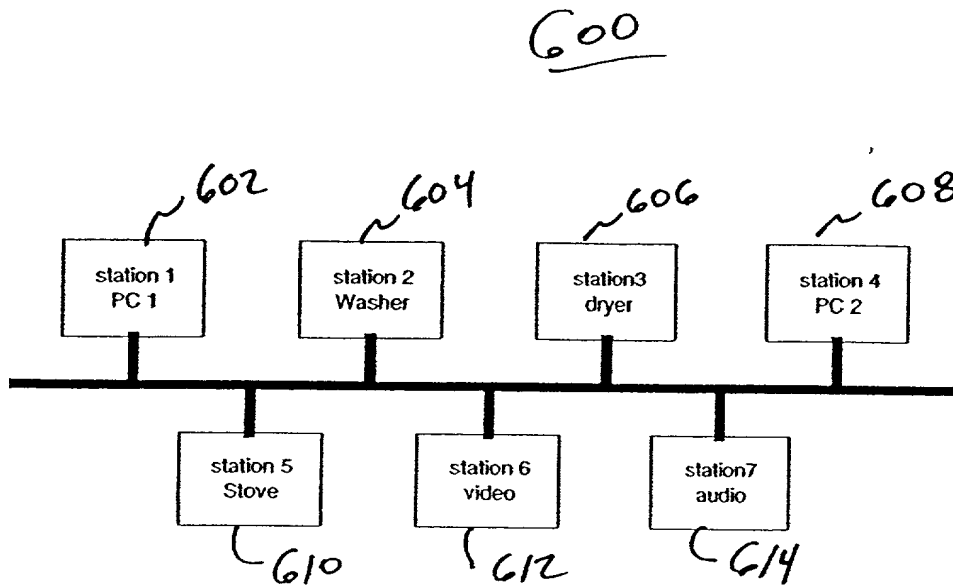 600
602
604
606
608
station 1
PC 1
station 2
Washer
station3
dryer
station 4
PC 2
station 5
Stove
station 6
video
station7
audio
610
612
614